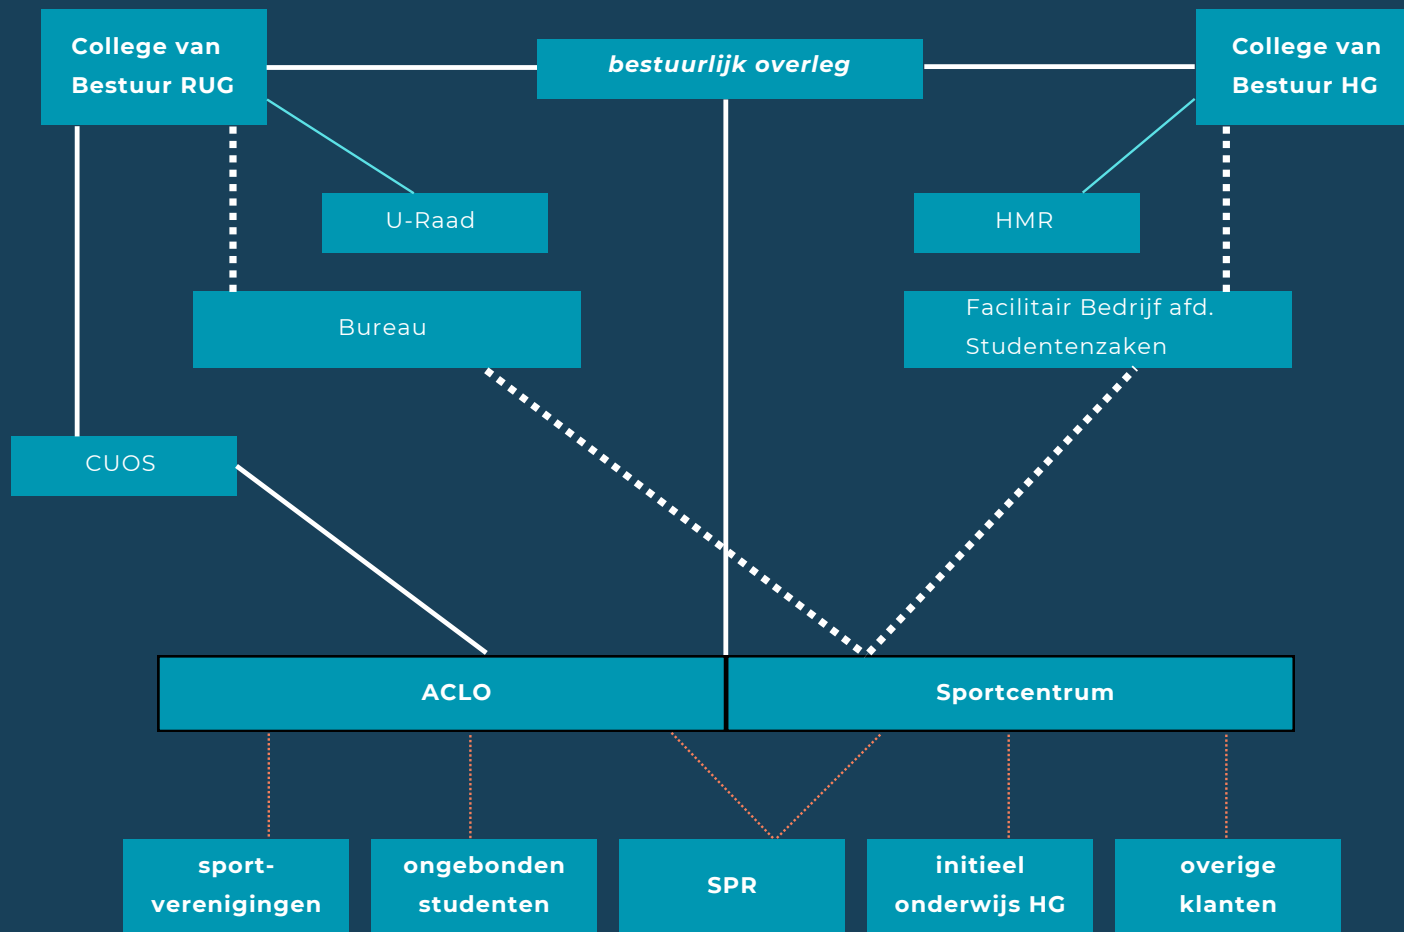 College van
Bestuur RUG
bestuurlijk overleg
College van
Bestuur HG
U-Raad
HMR
Bureau
Facilitair Bedrijf afd.
Studentenzaken
CUOS
ACLO
Sportcentrum
sport-
verenigingen
ongebonden
studenten
SPR
initieel
onderwijs HG
overige
klanten